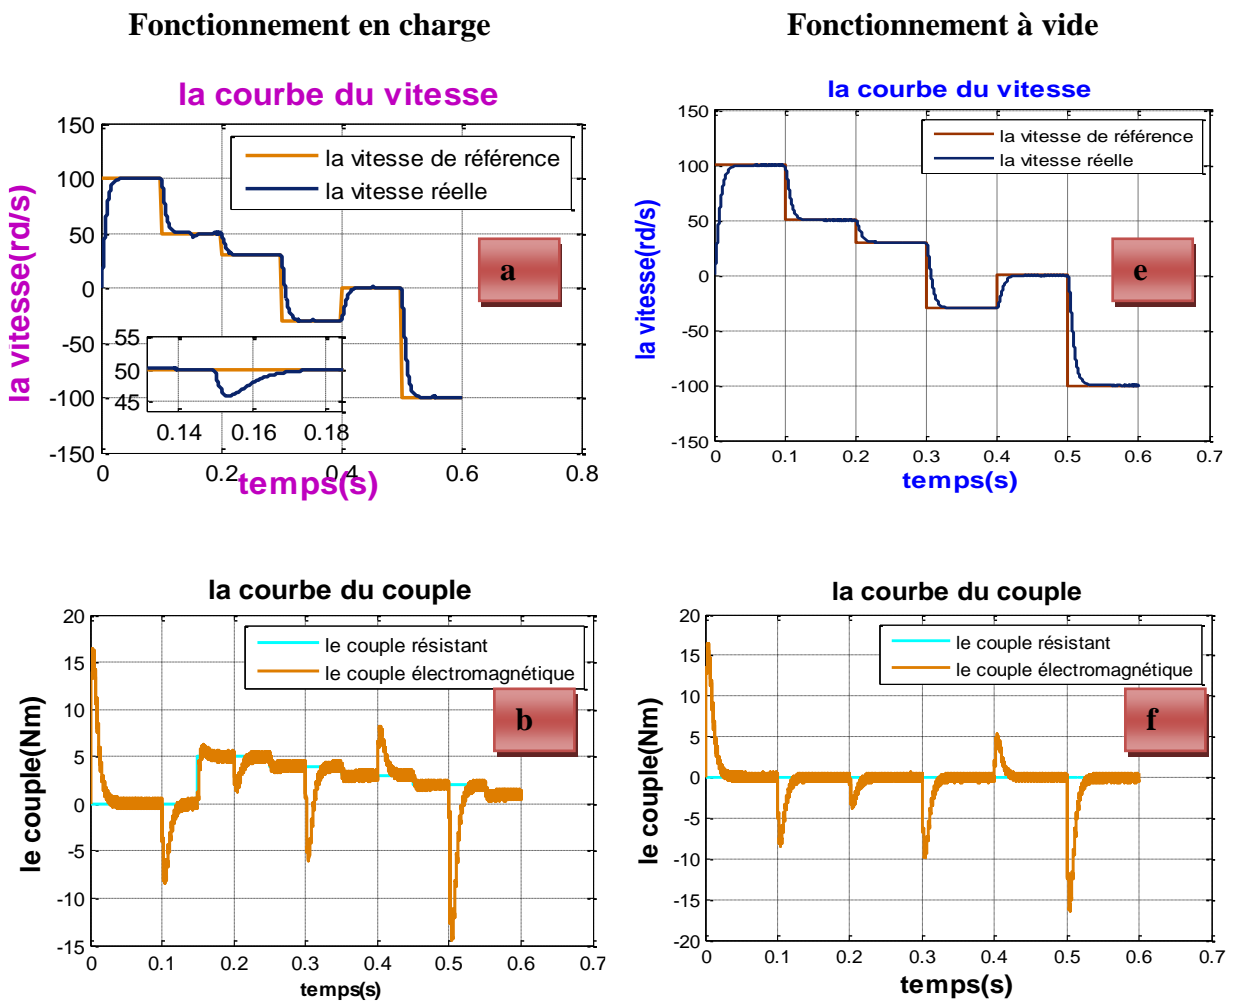 Fonctionnement en charge
Fonctionnement à vide
la courbe du vitesse
150
100
50
0
-50
-100
-150
la vitesse(rd/s)
la vitesse de référence
la vitesse réelle
a
55
50
45
0.14 0.16 0.18
0 0.2 0.4 0.6 0.8
temps(s)
la courbe du vitesse
150
100
50
0
-50
-100
-150
la vitesse(rd/s)
la vitesse de référence
la vitesse réelle
e
0 0.1 0.2 0.3 0.4 0.5 0.6 0.7
temps(s)
la courbe du couple
20
15
10
5
0
-5
-10
-15
le couple(Nm)
le couple résistant
le couple électromagnétique
b
0 0.1 0.2 0.3 0.4 0.5 0.6 0.7
temps(s)
la courbe du couple
20
15
10
5
0
-5
-10
-15
-20
le couple(Nm)
le couple résistant
le couple électromagnétique
f
0 0.1 0.2 0.3 0.4 0.5 0.6 0.7
temps(s)